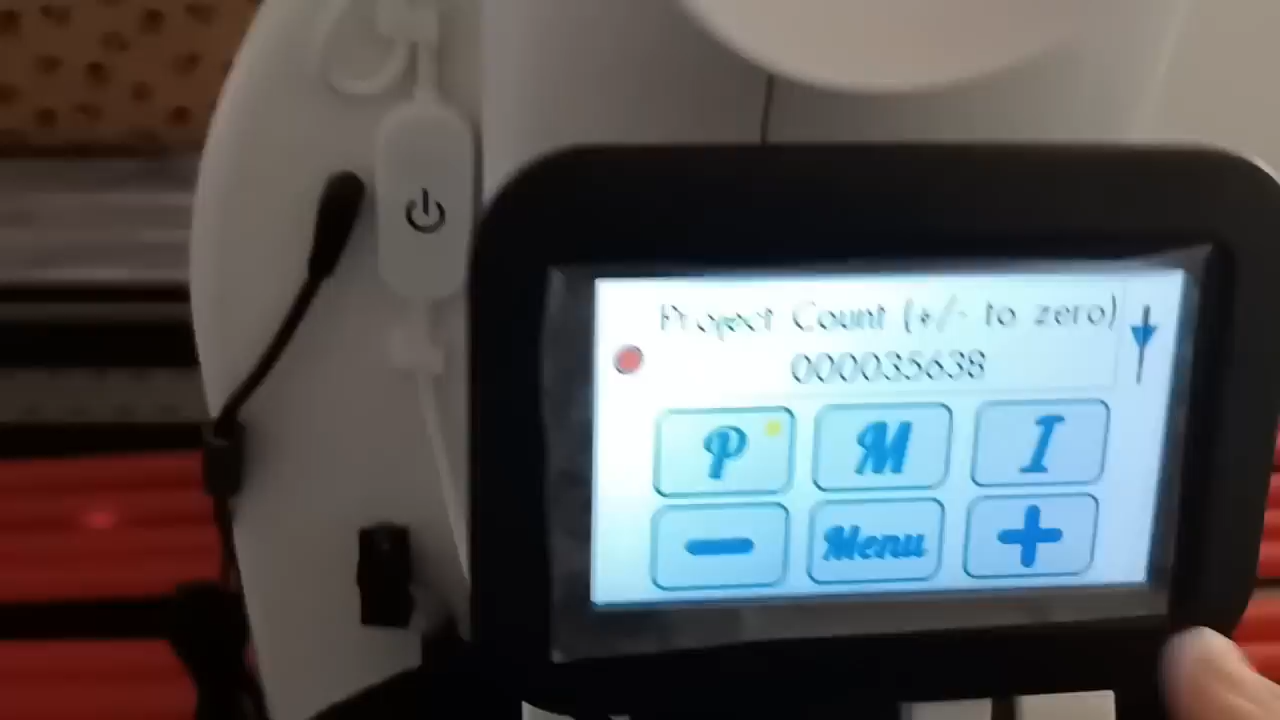 Project Count (+/- to zero)
000035638
P M I
- Menu +